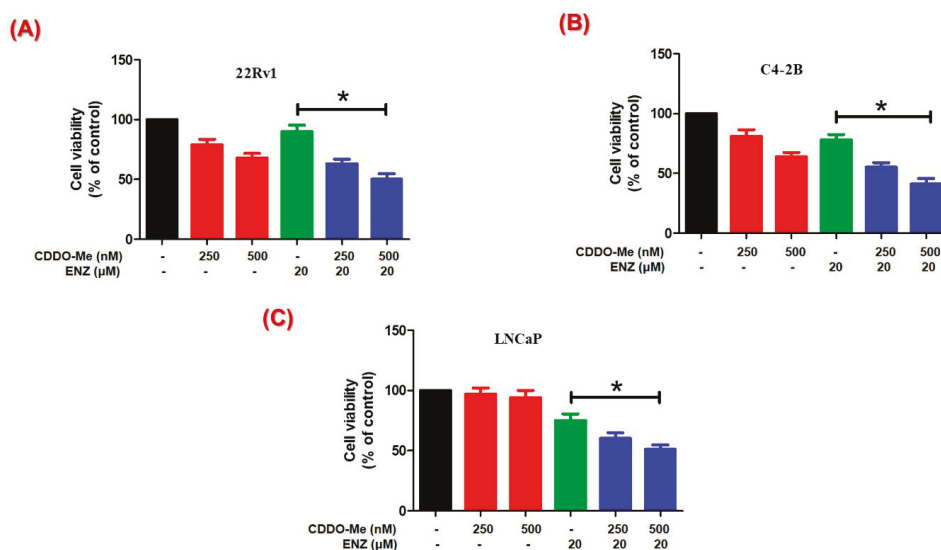 (A)
22Rv1
150
100
50
0
Cell viability
(% of control)
*
CDDO-Me (nM) - 250 500 - 250 500
ENZ (µM) - - - 20 20 20
(B)
C4-2B
150
100
50
0
Cell viability
(% of control)
*
CDDO-Me (nM) - 250 500 - 250 500
ENZ (µM) - - - 20 20 20
(C)
LNCaP
150
100
50
0
Cell viability
(% of control)
*
CDDO-Me (nM) - 250 500 - 250 500
ENZ (µM) - - - 20 20 20